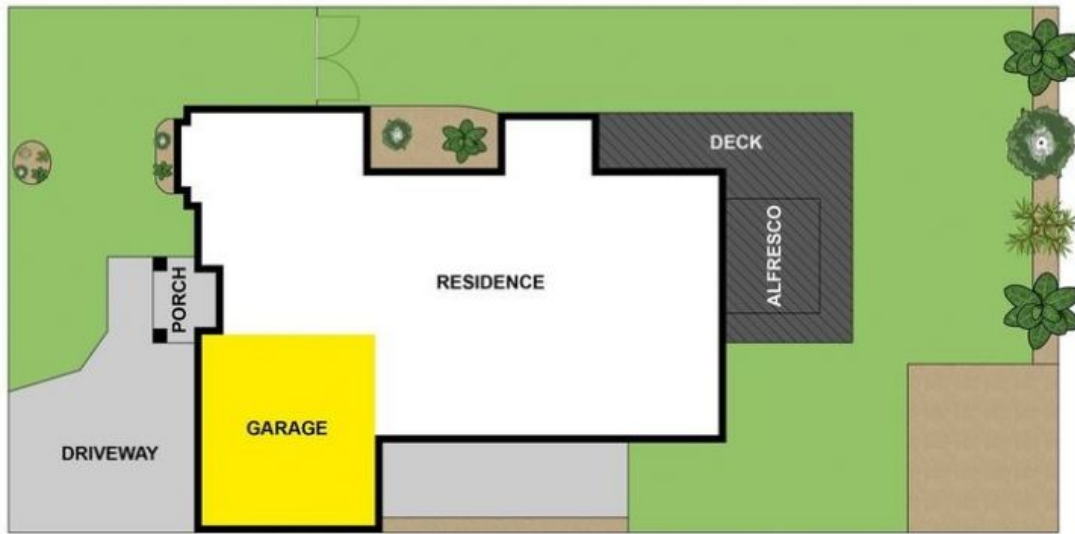 DECK
ALFRESCO
PORCH
RESIDENCE
GARAGE
DRIVEWAY